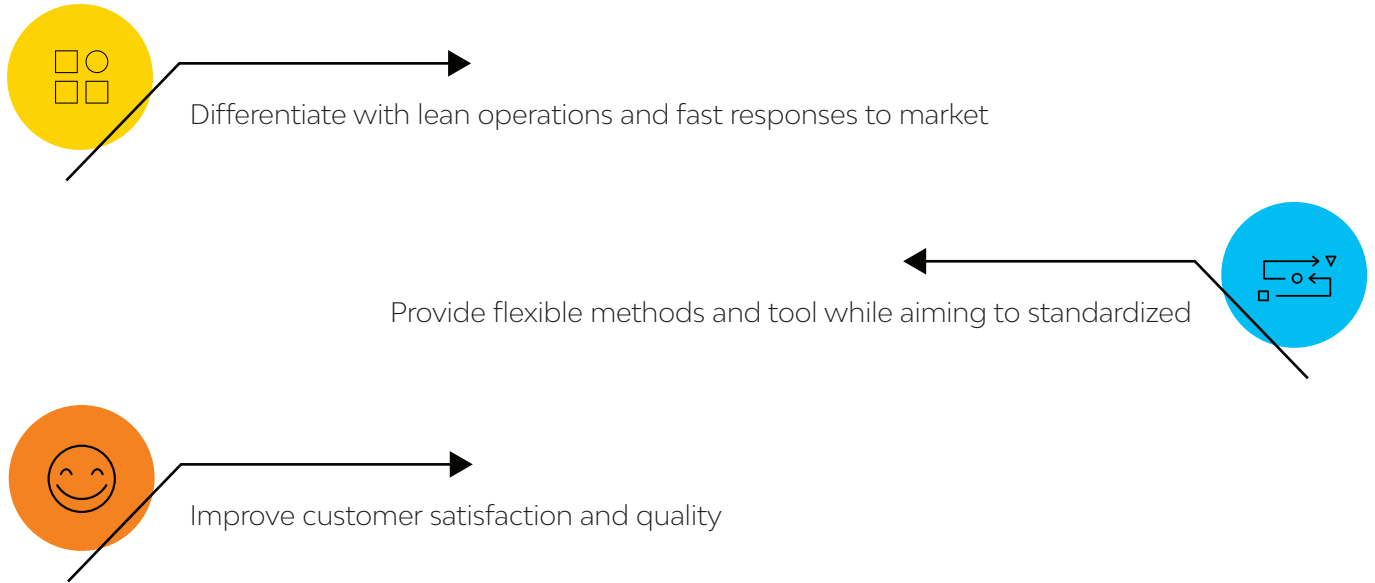 Differentiate with lean operations and fast responses to market
Provide flexible methods and tool while aiming to standardized
Improve customer satisfaction and quality